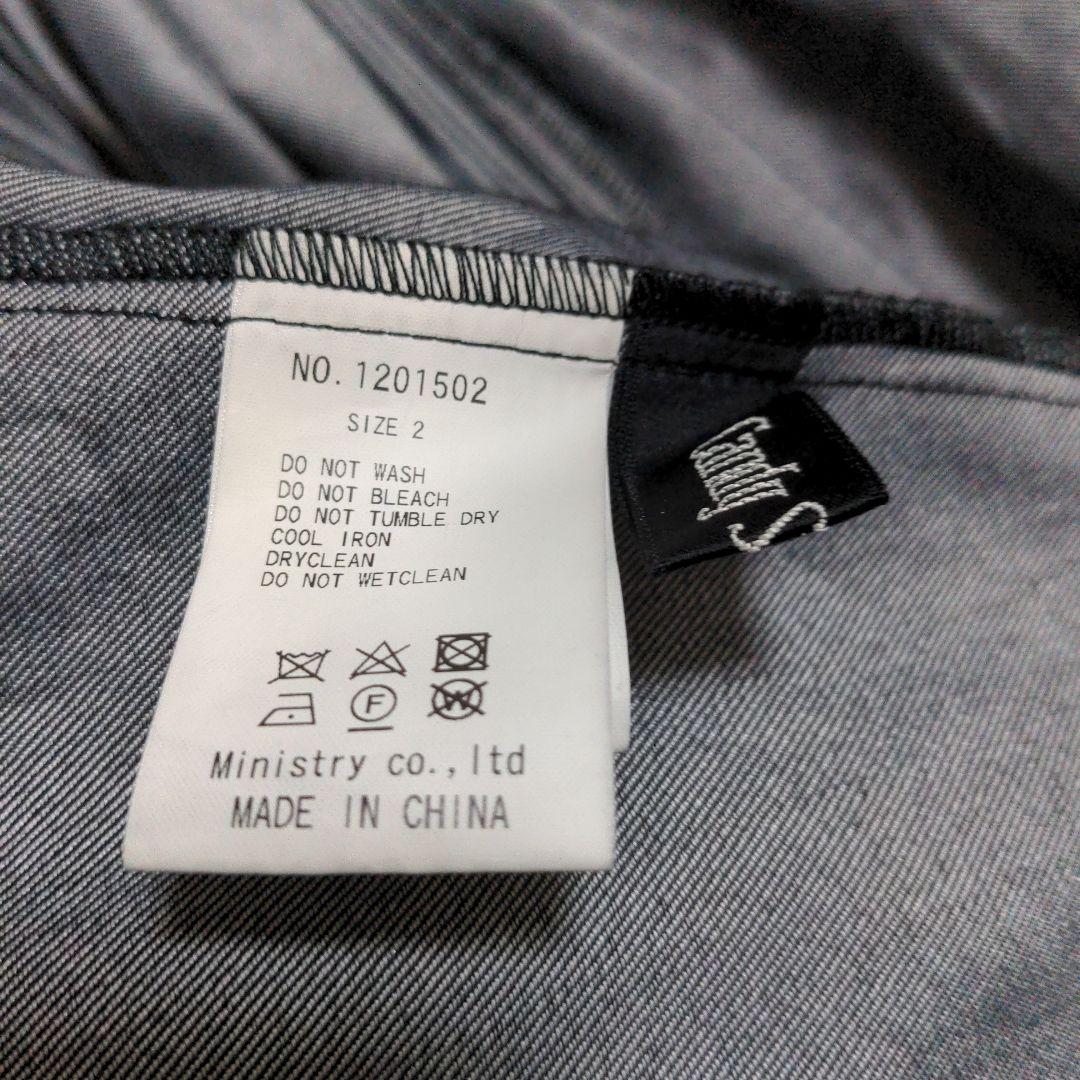 NO. 1201502
SIZE 2
DO NOT WASH
DO NOT BLEACH
DO NOT TUMBLE DRY
COOL IRON
DRYCLEAN
DO NOT WETCLEAN
F
W
Ministry co., ltd
MADE IN CHINA
Candy S